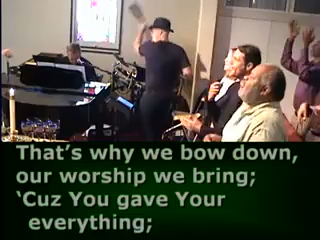 That's why we bow down,
our worship we bring;
‘Cuz You gave Your
everything;